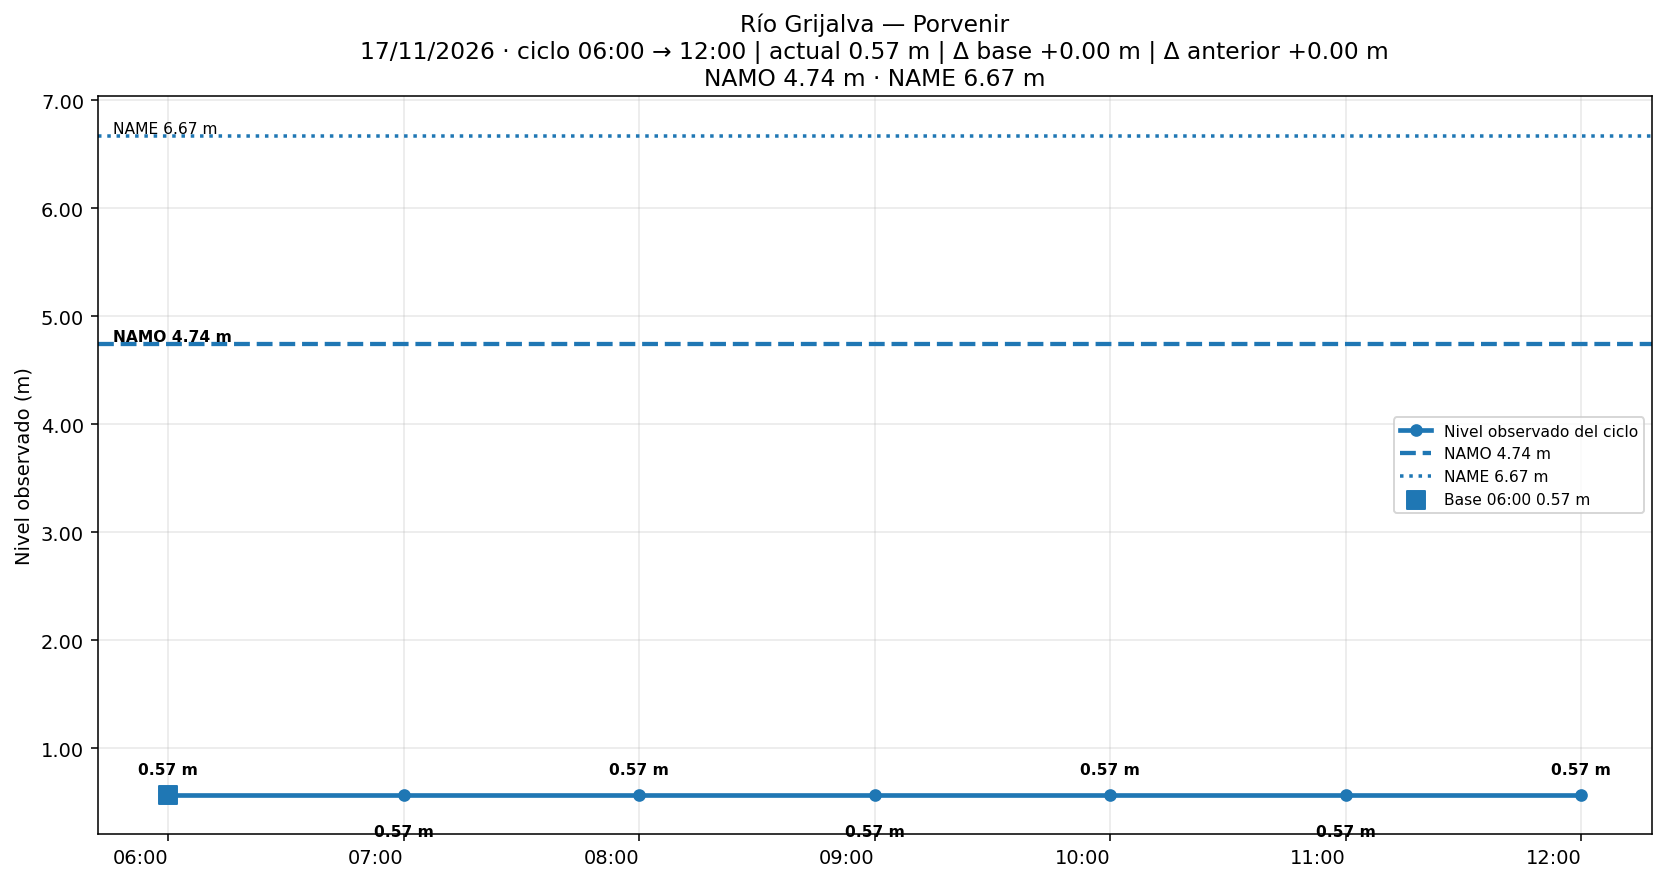 Río Grijalva — Porvenir
17/11/2026 · ciclo 06:00 → 12:00 | actual 0.57 m | Δ base +0.00 m | Δ anterior +0.00 m
NAMO 4.74 m · NAME 6.67 m
Nivel observado (m)
7.00
6.00
5.00
4.00
3.00
2.00
1.00
NAME 6.67 m
NAMO 4.74 m
Nivel observado del ciclo
NAMO 4.74 m
NAME 6.67 m
Base 06:00 0.57 m
0.57 m
0.57 m
0.57 m
0.57 m
0.57 m
0.57 m
0.57 m
06:00
07:00
08:00
09:00
10:00
11:00
12:00